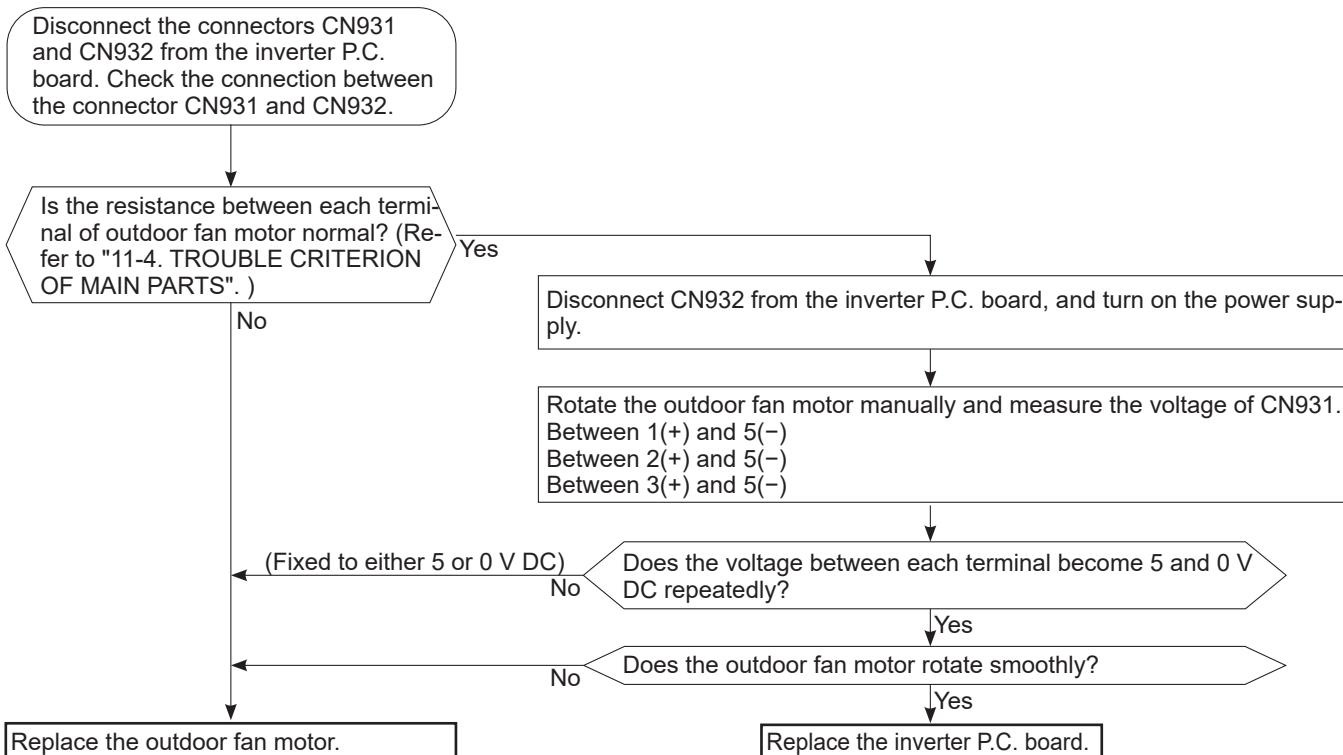 Disconnect the connectors CN931
and CN932 from the inverter P.C.
board. Check the connection between
the connector CN931 and CN932.
Is the resistance between each termi-
nal of outdoor fan motor normal? (Re-
fer to "11-4. TROUBLE CRITERION
OF MAIN PARTS". )
Yes
No
Disconnect CN932 from the inverter P.C. board, and turn on the power sup-
ply.
Rotate the outdoor fan motor manually and measure the voltage of CN931.
Between 1(+) and 5(−)
Between 2(+) and 5(−)
Between 3(+) and 5(−)
(Fixed to either 5 or 0 V DC)
No
Does the voltage between each terminal become 5 and 0 V
DC repeatedly?
Yes
No
Does the outdoor fan motor rotate smoothly?
Yes
Replace the outdoor fan motor.
Replace the inverter P.C. board.